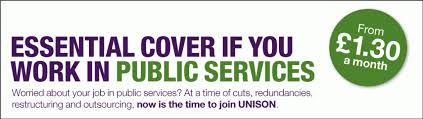 ESSENTIAL COVER IF YOU
WORK IN PUBLIC SERVICES
Worried about your job in public services? At a time of cuts, redundancies,
restructuring and outsourcing, now is the time to join UNISON.
From
£1.30
a month